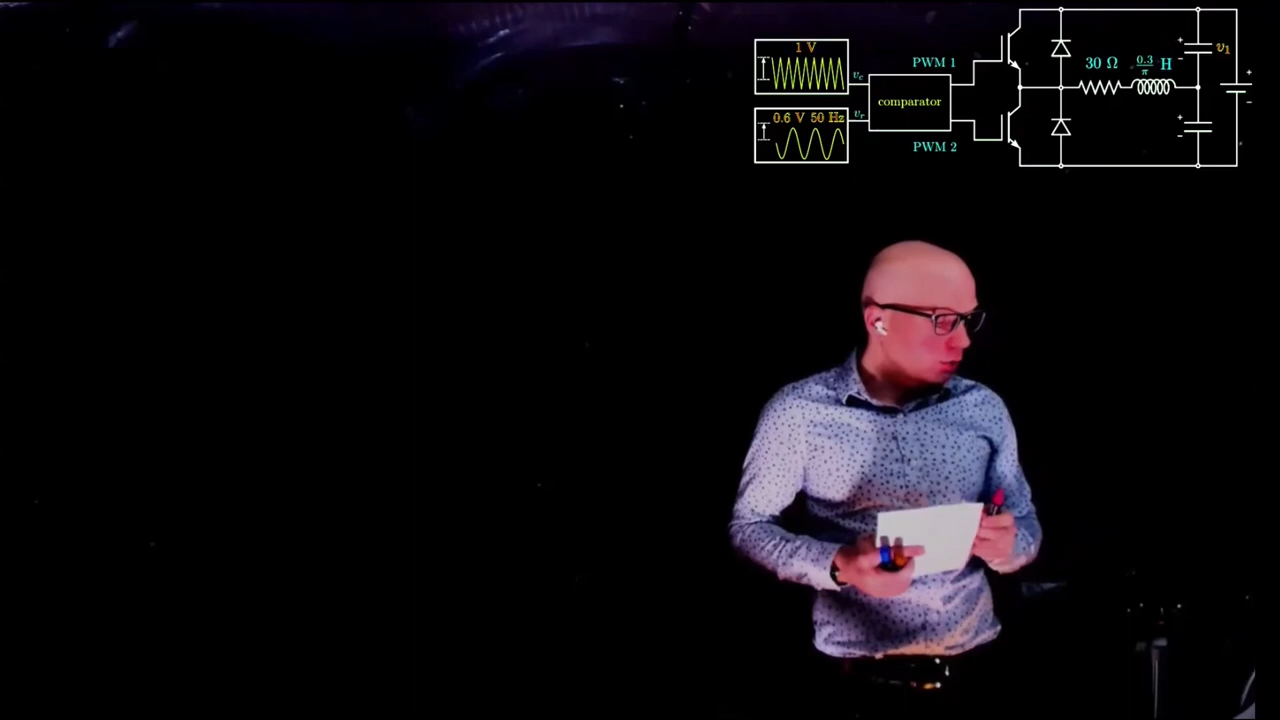 1 V
v_c
0.6 V 50 Hz
v_r
comparator
PWM 1
PWM 2
30 Ω
0.3/π H
+
-
v_1
+
-
+
-